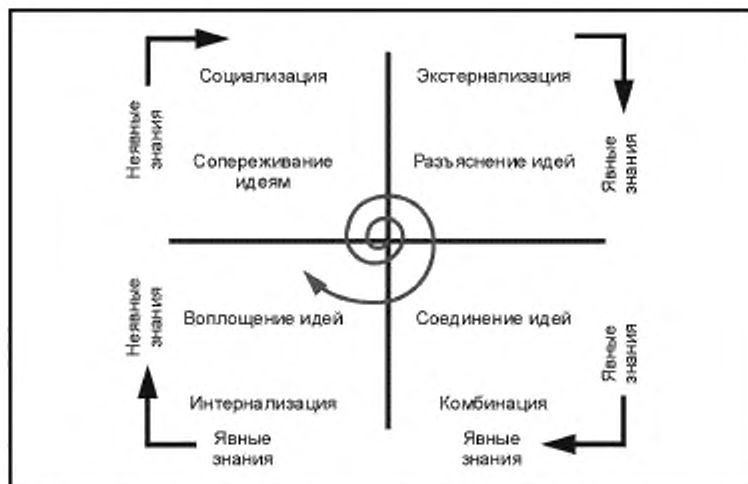 Социализация
Экстернализация
Неявные
знания
Сопереживание
идеям
Разъяснение идей
Явные
знания
Неявные
знания
Воплощение идей
Соединение идей
Явные
знания
Интернализация
Комбинация
Явные
знания
Явные
знания